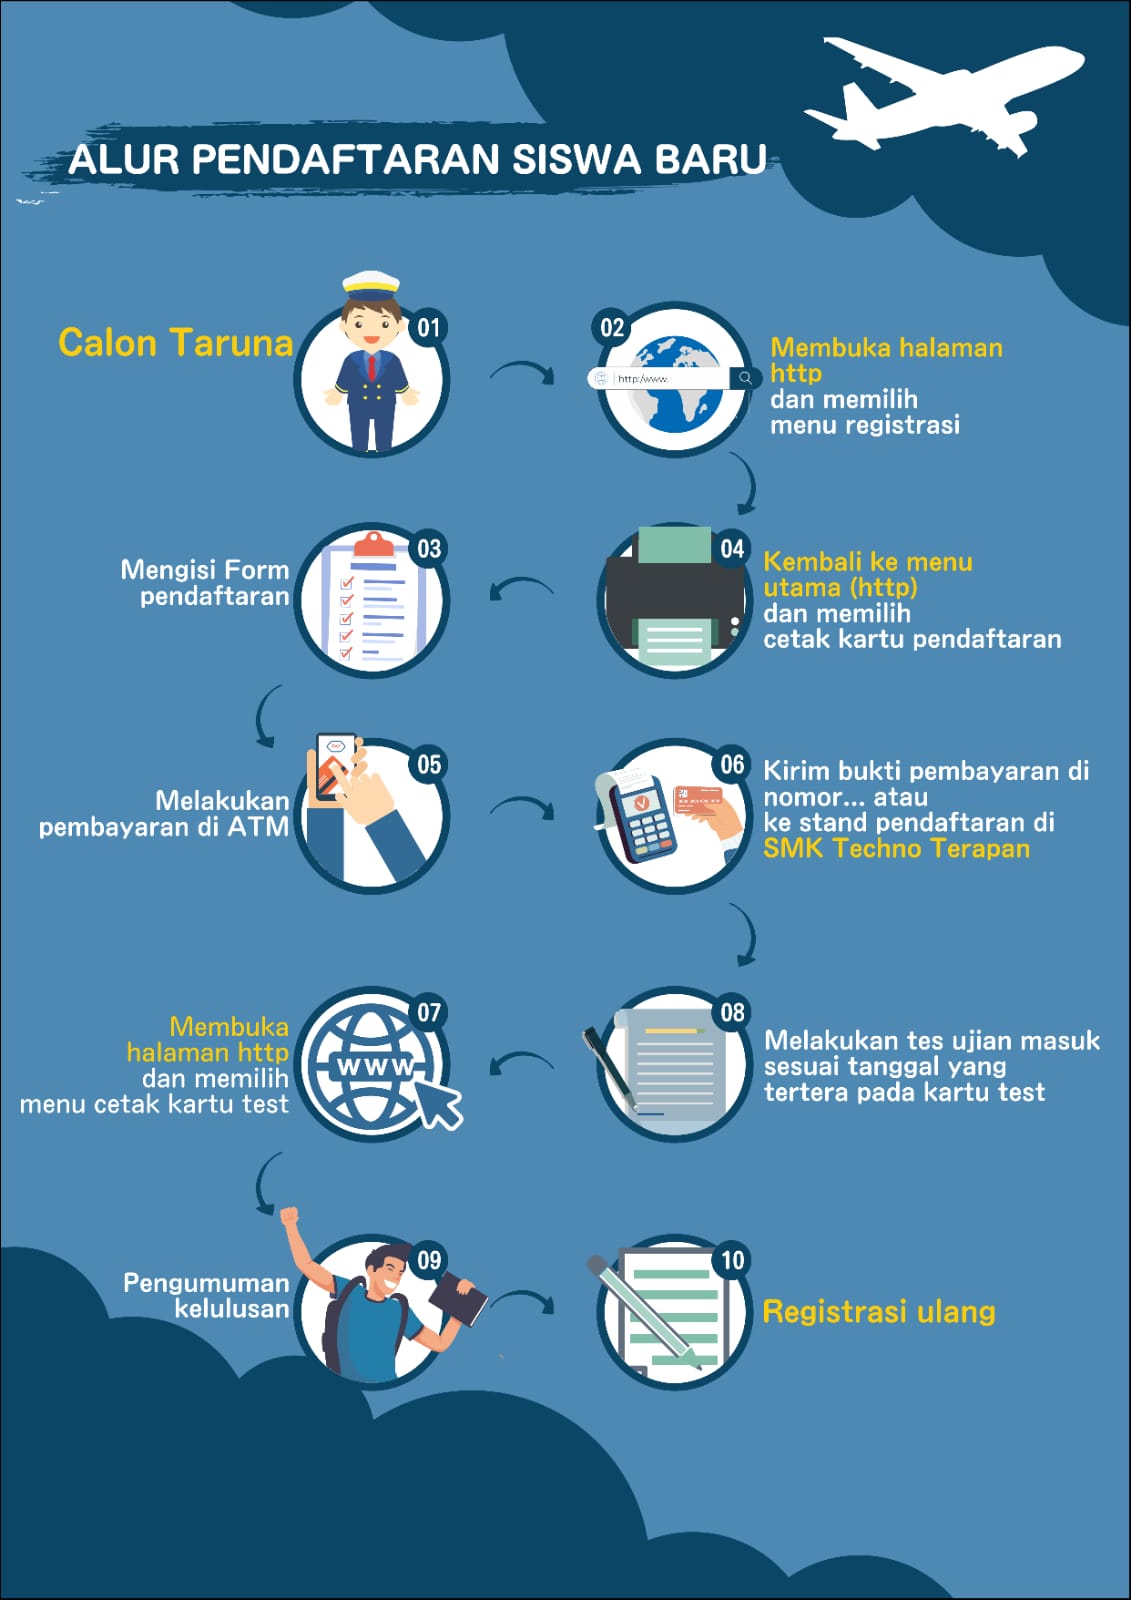 ALUR PENDAFTARAN SISWA BARU
Calon Taruna
01
02
http:/www.
Membuka halaman
http
dan memilih
menu registrasi
Mengisi Form
pendaftaran
03
04
Kembali ke menu
utama (http)
dan memilih
cetak kartu pendaftaran
Melakukan
pembayaran di ATM
05
06
Kirim bukti pembayaran di
nomor... atau
ke stand pendaftaran di
SMK Techno Terapan
Membuka
halaman http
dan memilih
menu cetak kartu test
07
WWW
08
Melakukan tes ujian masuk
sesuai tanggal yang
tertera pada kartu test
Pengumuman
kelulusan
09
10
Registrasi ulang